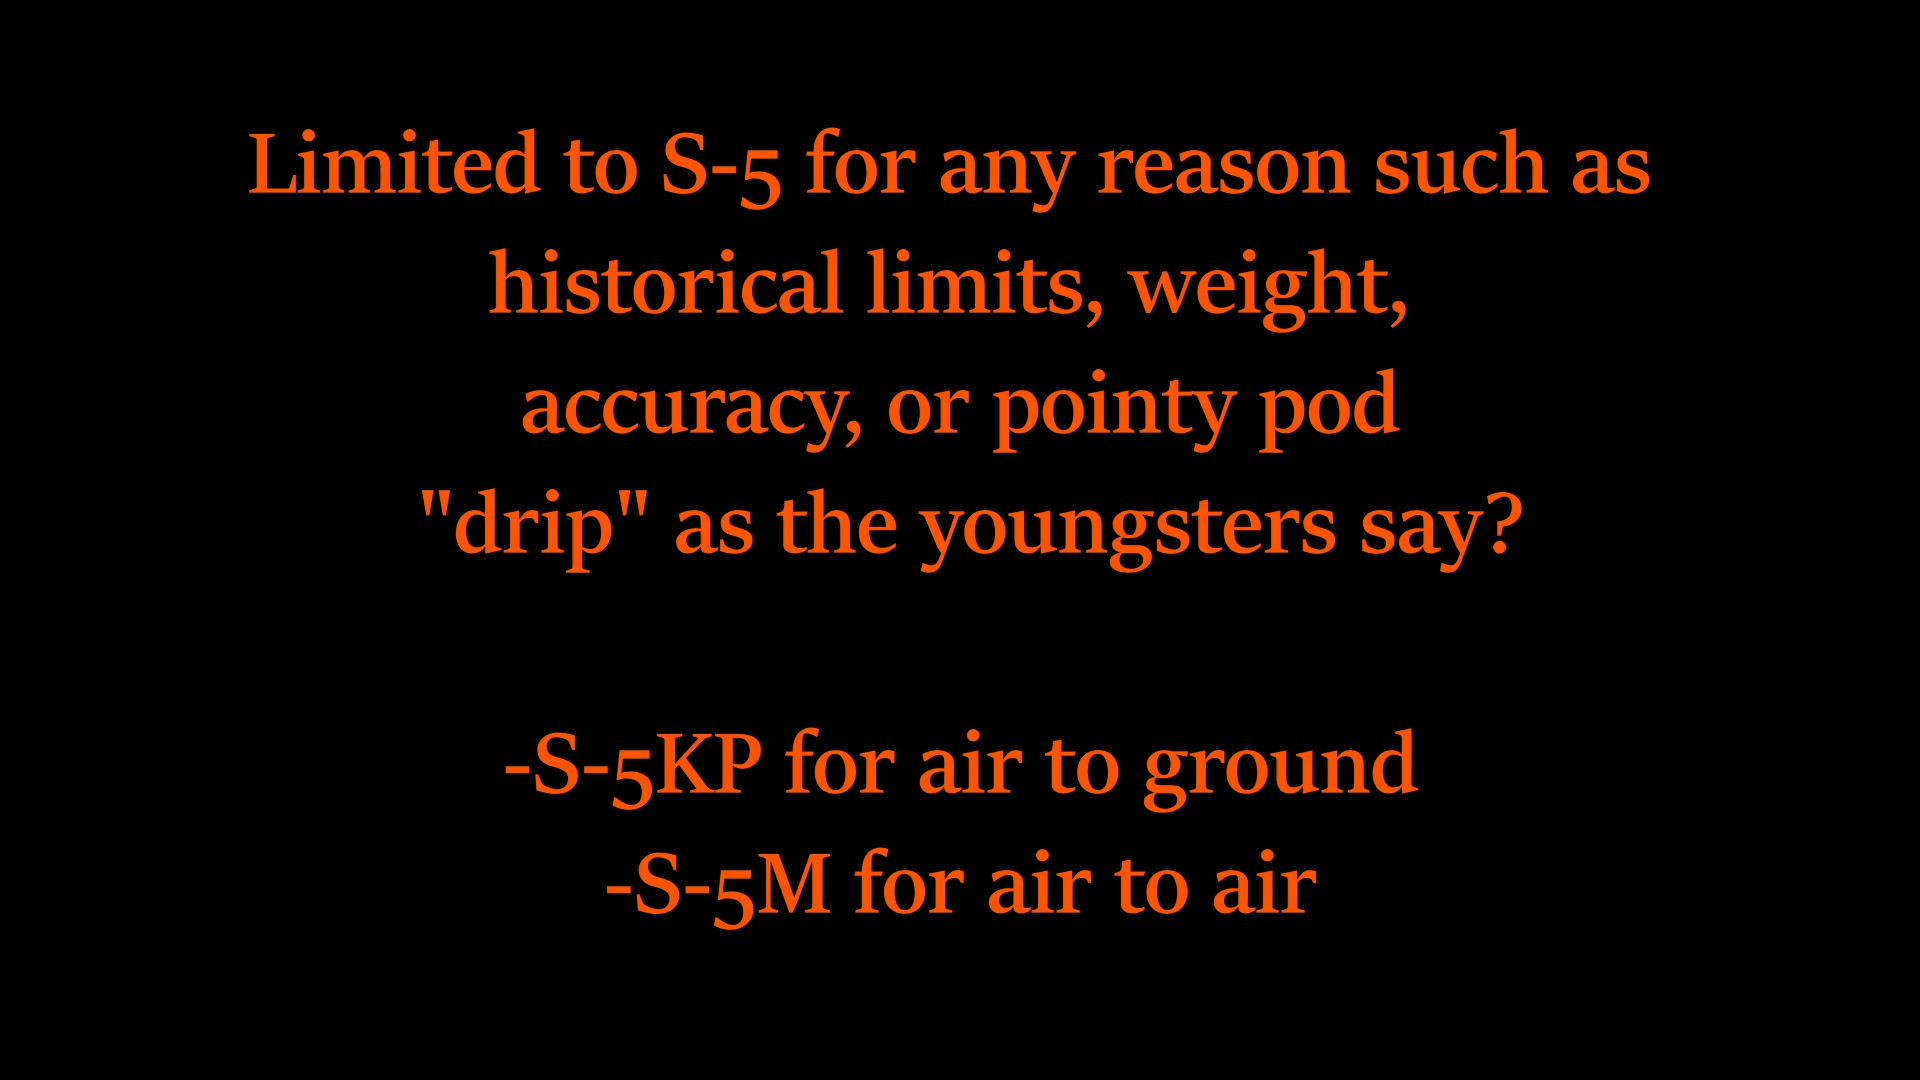 Limited to S-5 for any reason such as
historical limits, weight,
accuracy, or pointy pod
"drip" as the youngsters say?
-S-5KP for air to ground
-S-5M for air to air